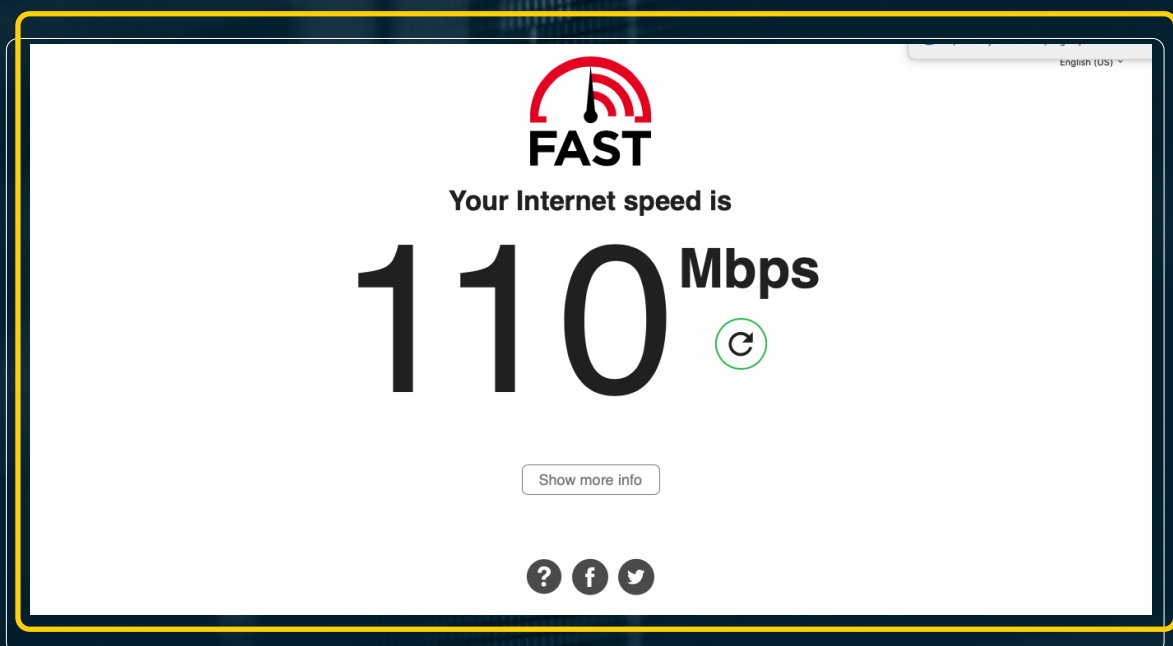 English (US)
FAST
Your Internet speed is
110 Mbps
Show more info
?
f